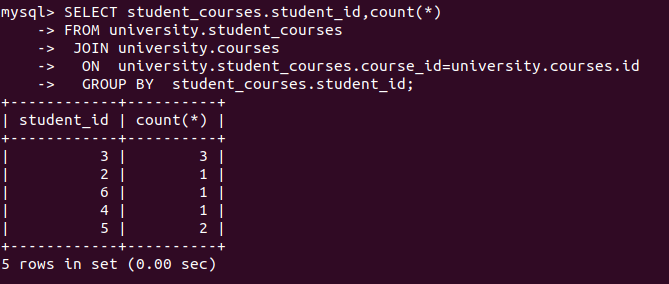 mysql> SELECT student_courses.student_id,count(*)
    -> FROM university.student_courses
    ->  JOIN university.courses
    ->   ON  university.student_courses.course_id=university.courses.id
    ->   GROUP BY  student_courses.student_id;
+------------+----------+
| student_id | count(*) |
+------------+----------+
|          3 |        3 |
|          2 |        1 |
|          6 |        1 |
|          4 |        1 |
|          5 |        2 |
+------------+----------+
5 rows in set (0.00 sec)